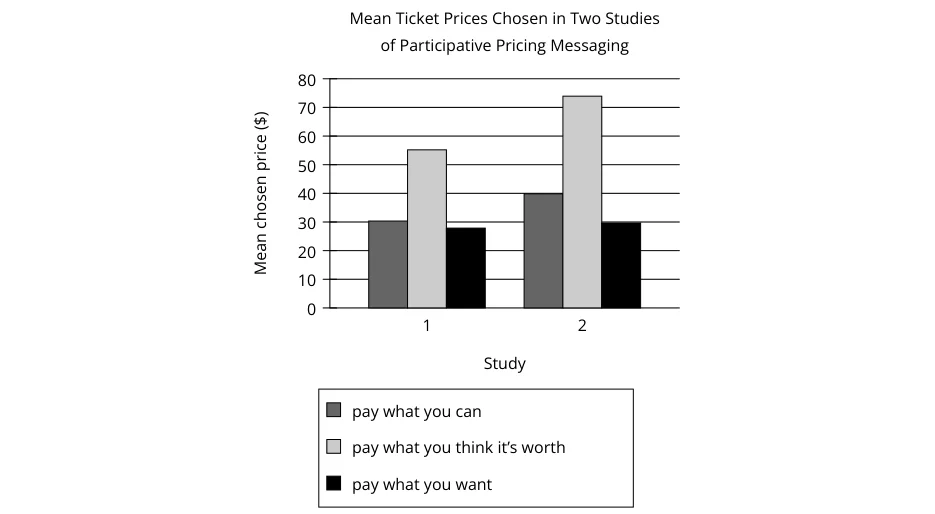 Mean Ticket Prices Chosen in Two Studies
of Participative Pricing Messaging
Mean chosen price ($)
80
70
60
50
40
30
20
10
0
1
2
Study
pay what you can
pay what you think it’s worth
pay what you want